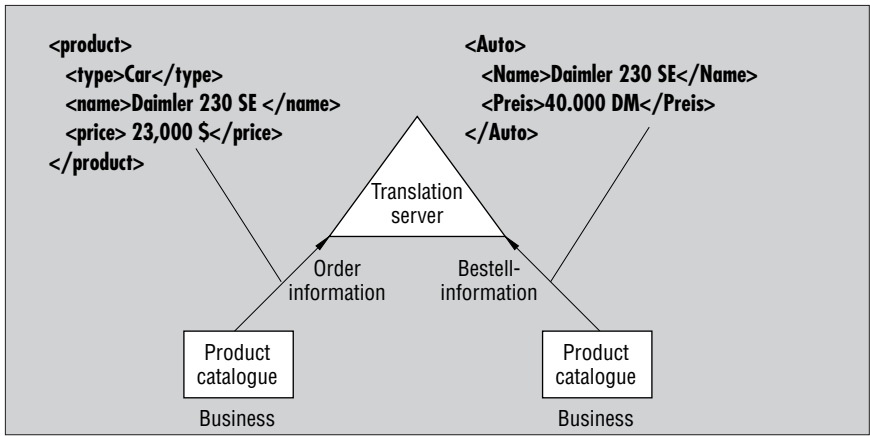 <product>
<type>Car</type>
<name>Daimler 230 SE </name>
<price> 23,000 $</price>
</product>
<Auto>
<Name>Daimler 230 SE</Name>
<Preis>40.000 DM</Preis>
</Auto>
Translation
server
Order
information
Bestell-
information
Product
catalogue
Business
Product
catalogue
Business